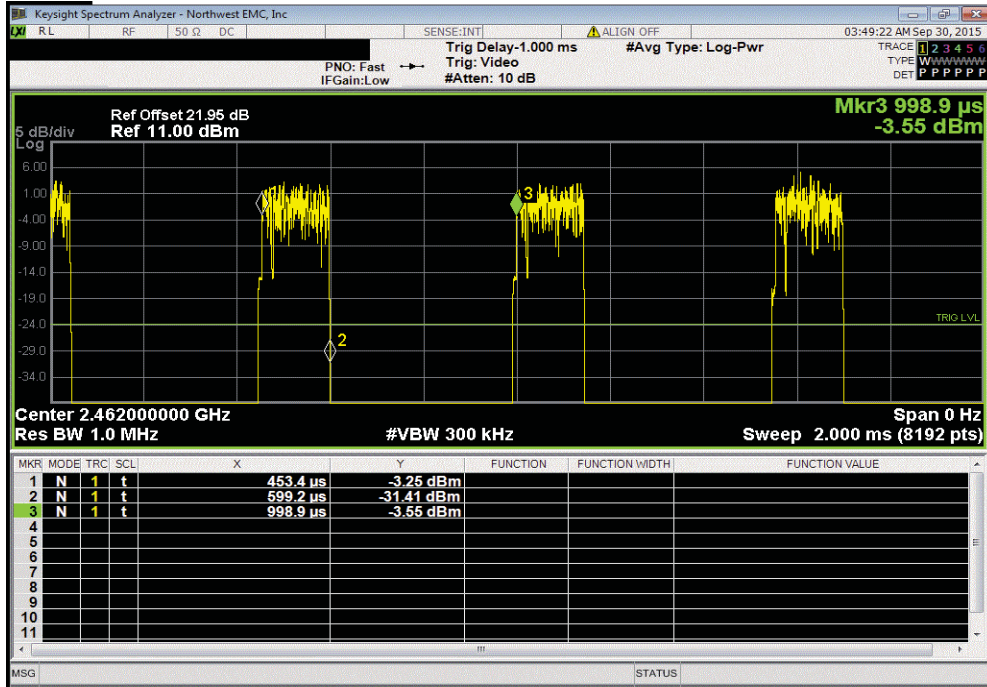 Keysight Spectrum Analyzer - Northwest EMC, Inc
LXI RL RF 50 Ω DC SENSE:INT ALIGN OFF 03:49:22 AM Sep 30, 2015
Trig Delay-1.000 ms #Avg Type: Log-Pwr TRACE 1 2 3 4 5 6
PNO: Fast Trig: Video TYPE WWWWWW
IFGain:Low #Atten: 10 dB DET P P P P P P
Mkr3 998.9 µs
-3.55 dBm
Ref Offset 21.95 dB
5 dB/div Ref 11.00 dBm
Log
6.00
1.00
-4.00
-9.00
-14.0
-19.0
-24.0
-29.0
-34.0
1
3
2
TRIG LVL
Center 2.462000000 GHz Span 0 Hz
Res BW 1.0 MHz #VBW 300 kHz Sweep 2.000 ms (8192 pts)
MKR MODE TRC SCL X Y FUNCTION FUNCTION WIDTH FUNCTION VALUE
1 N 1 t 453.4 µs -3.25 dBm
2 N 1 t 599.2 µs -31.41 dBm
3 N 1 t 998.9 µs -3.55 dBm
4
5
6
7
8
9
10
11
MSG STATUS